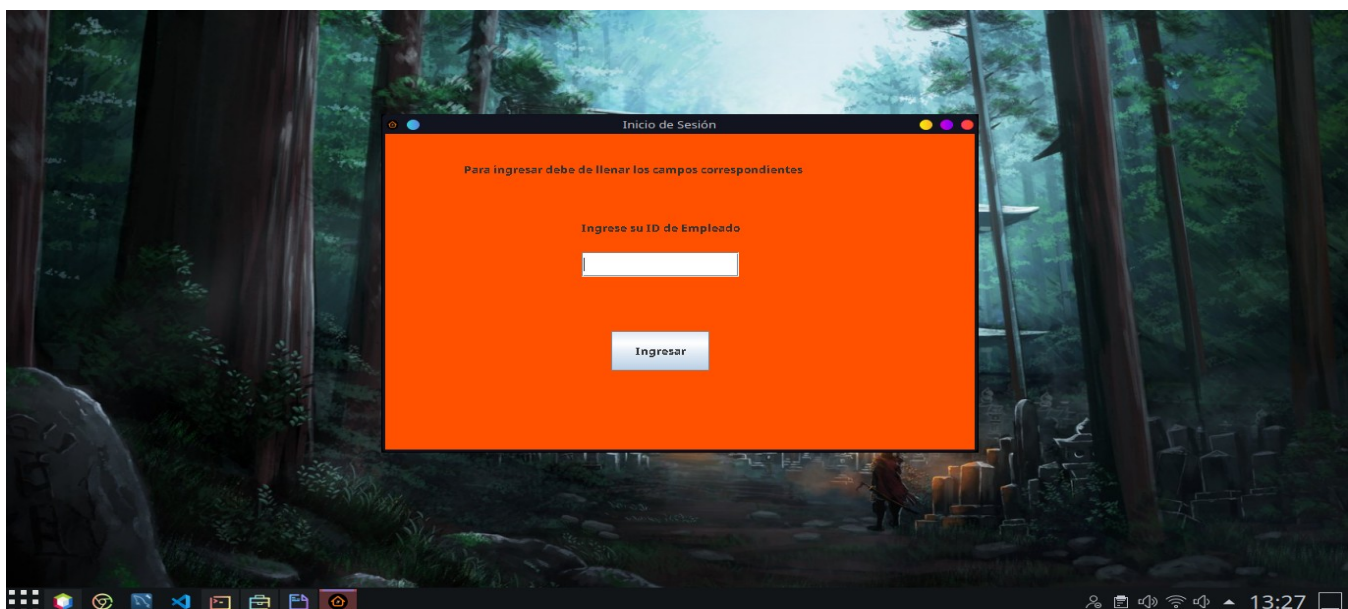 Inicio de Sesión
Para ingresar debe de llenar los campos correspondientes
Ingrese su ID de Empleado
Ingresar
13:27